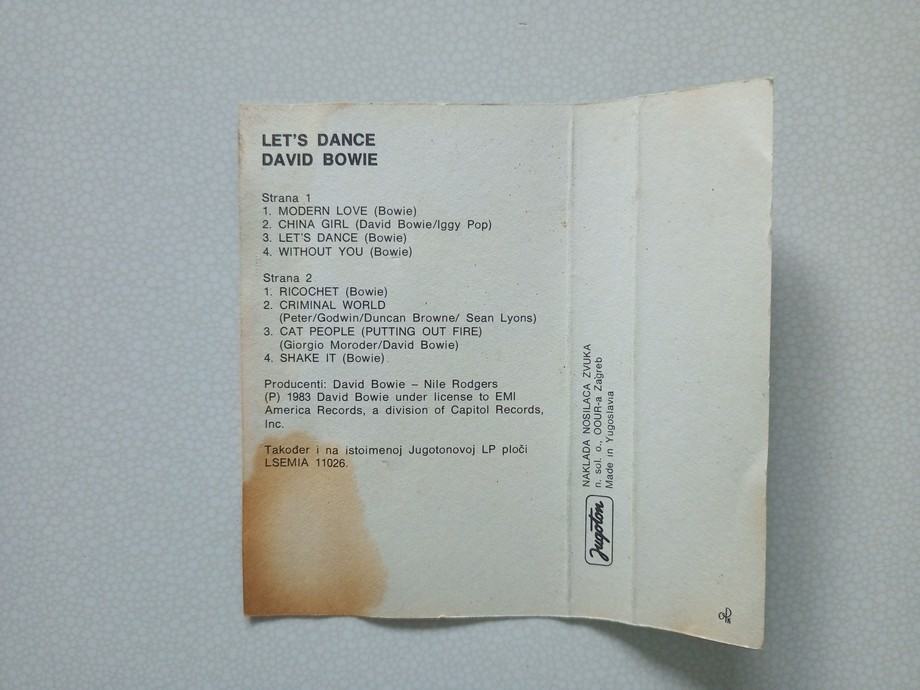 LET'S DANCE
DAVID BOWIE
Strana 1
1. MODERN LOVE (Bowie)
2. CHINA GIRL (David Bowie/Iggy Pop)
3. LET'S DANCE (Bowie)
4. WITHOUT YOU (Bowie)
Strana 2
1. RICOCHET (Bowie)
2. CRIMINAL WORLD
(Peter/Godwin/Duncan Browne/ Sean Lyons)
3. CAT PEOPLE (PUTTING OUT FIRE)
(Giorgio Moroder/David Bowie)
4. SHAKE IT (Bowie)
Producenti: David Bowie – Nile Rodgers
(P) 1983 David Bowie under license to EMI
America Records, a division of Capitol Records,
Inc.
Također i na istoimenoj Jugotonovoj LP ploči
LSEMIA 11026.
NAKLADA NOSILACA ZVUKA
n. sol. o., OOUR-a Zagreb
Made in Yugoslavia
Jugoton